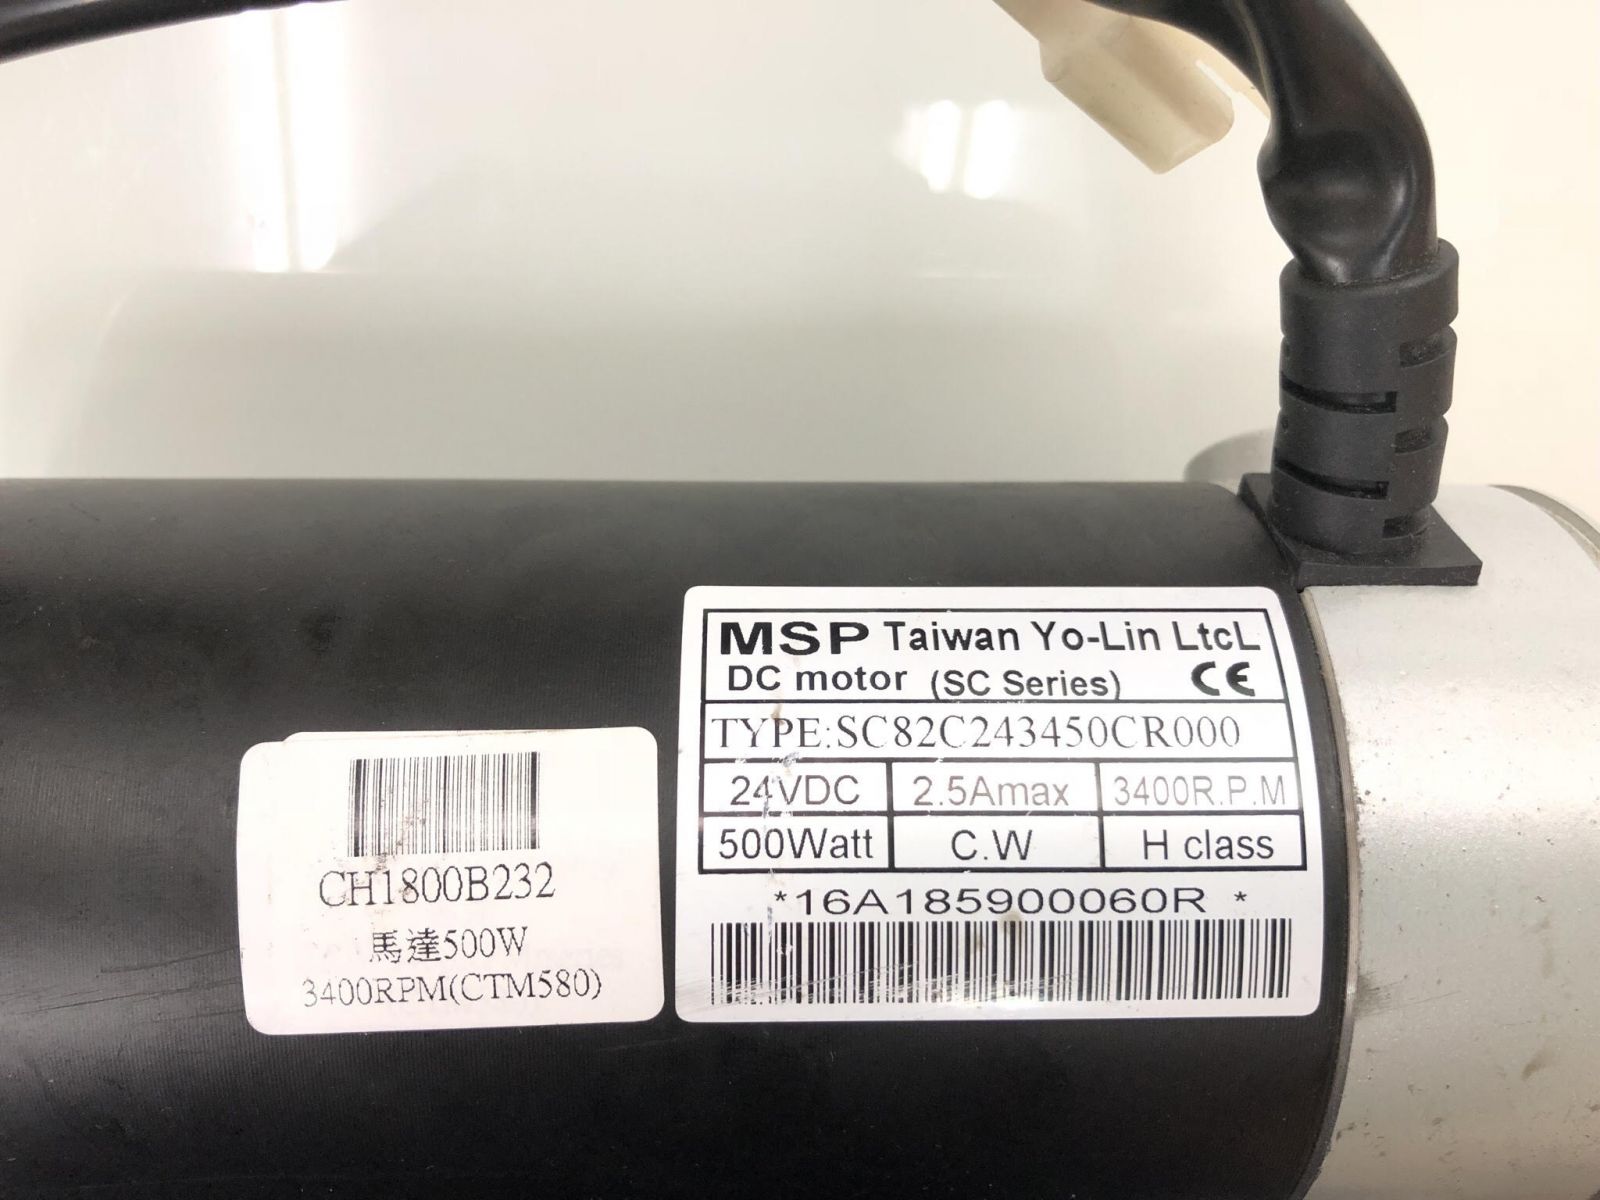 MSP Taiwan Yo-Lin Ltd.
DC motor (SC Series) CE
TYPE:SC82C243450CR000
24VDC 2.5Amax 3400R.P.M
500Watt C.W H class
*16A185900060R *
CH1800B232
馬達500W
3400RPM(CTM580)